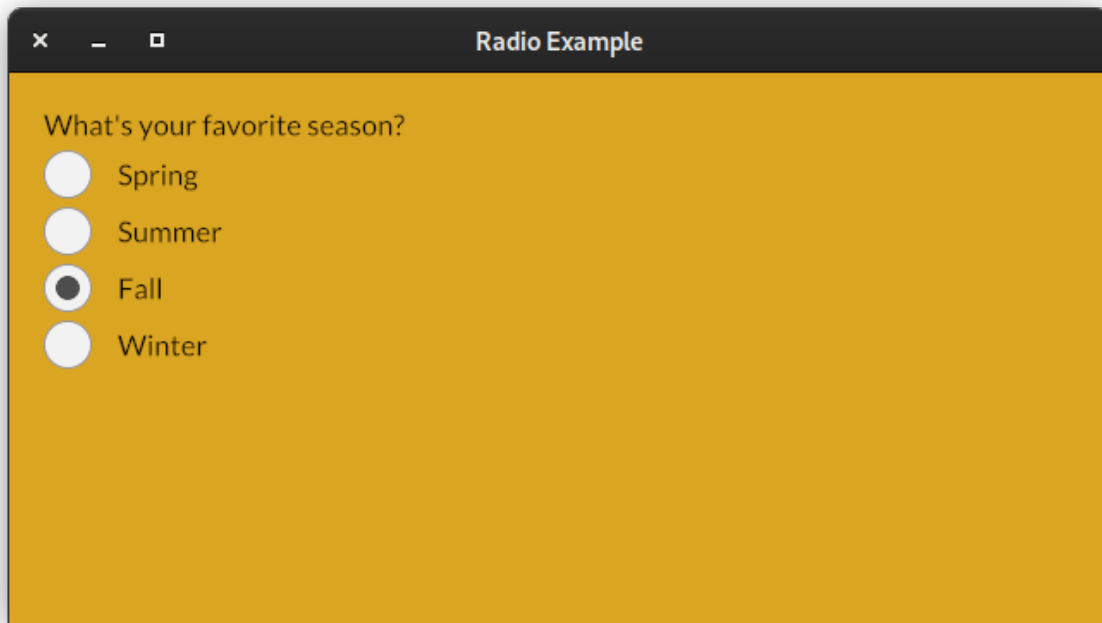 Radio Example
What's your favorite season?
Spring
Summer
Fall
Winter